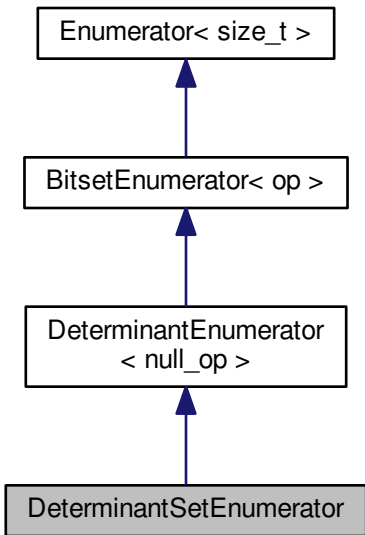 Enumerator< size_t >
BitsetEnumerator< op >
DeterminantEnumerator
< null_op >
DeterminantSetEnumerator